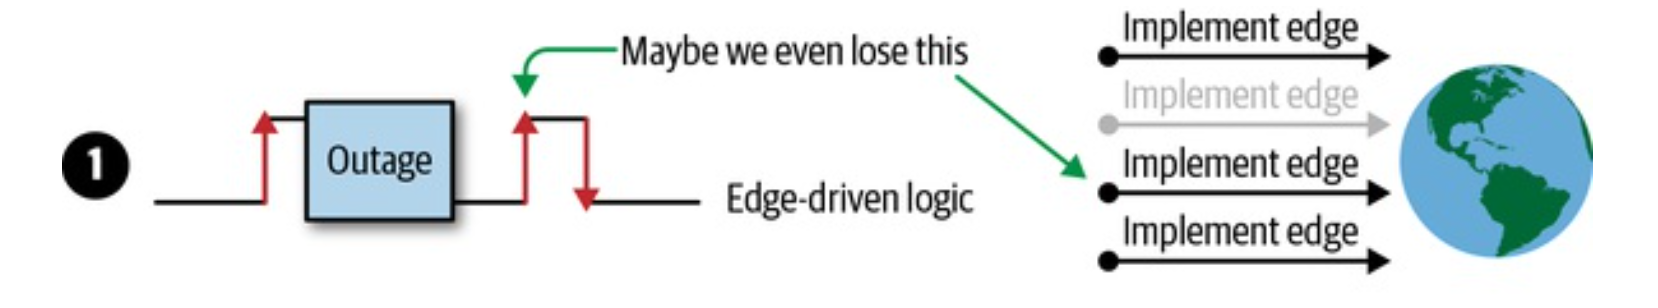 1
Outage
Maybe we even lose this
Edge-driven logic
Implement edge
Implement edge
Implement edge
Implement edge